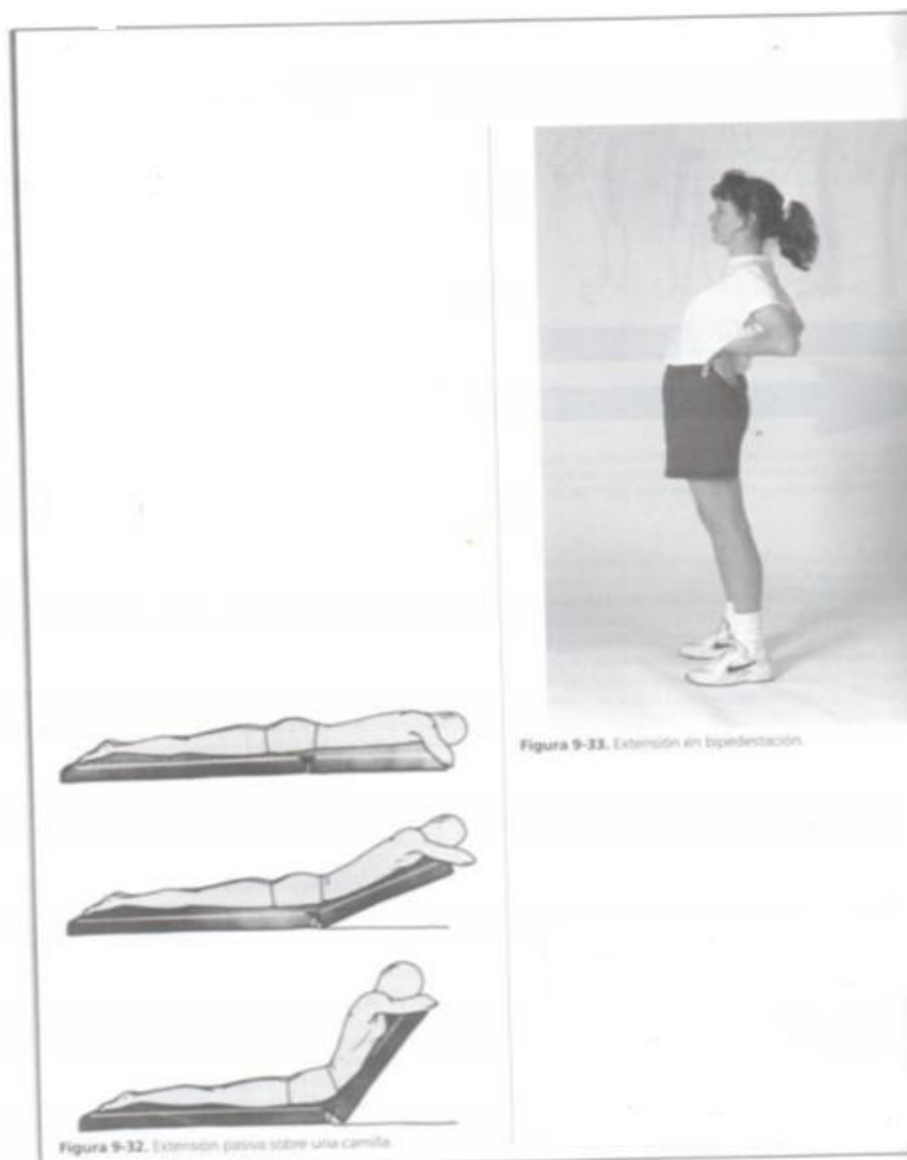 Figura 9-32. Extensión pasiva sobre una camilla.
Figura 9-33. Extensión en bipedestación.